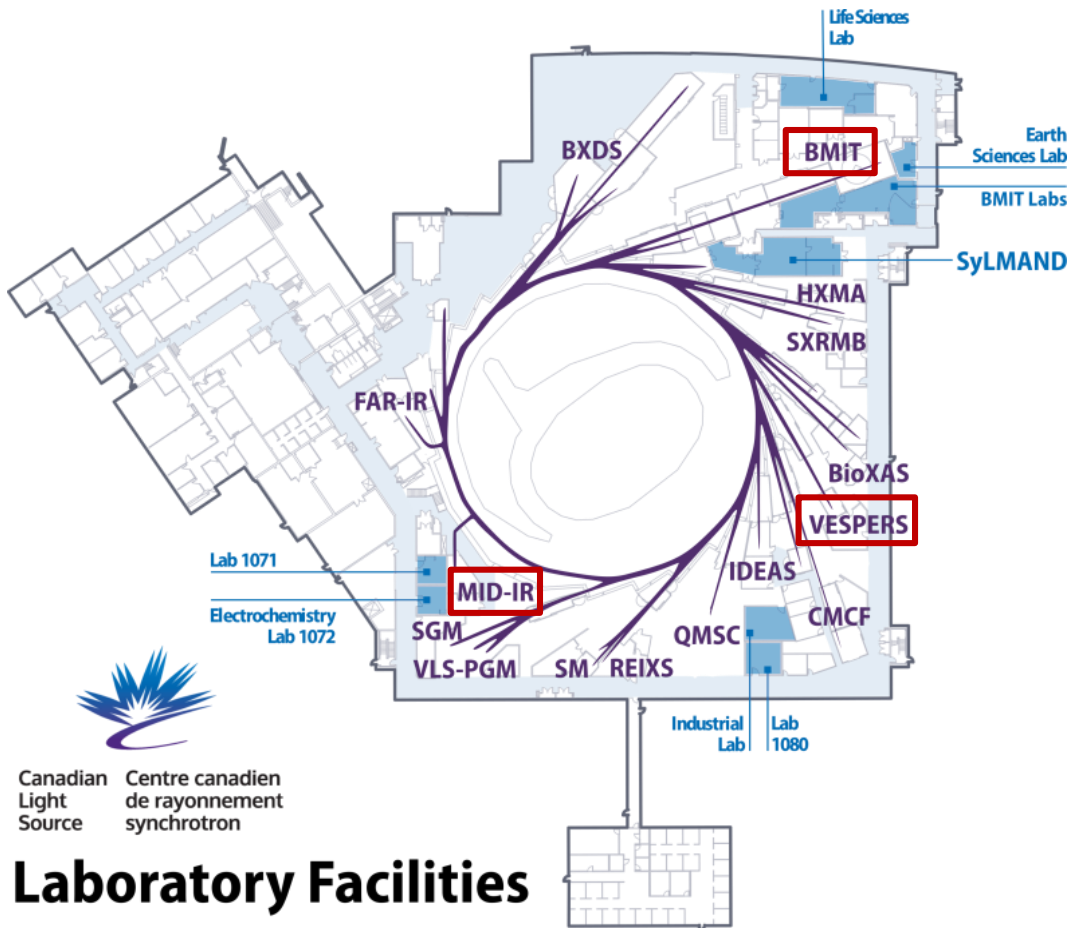 Life Sciences
Lab
BMIT
BXDS
Earth
Sciences Lab
BMIT Labs
SyLMAND
HXMA
SXRMB
FAR-IR
BioXAS
VESPERS
Lab 1071
IDEAS
MID-IR
Electrochemistry
Lab 1072
CMCF
SGM
QMSC
VLS-PGM
SM
REIXS
Industrial
Lab
Lab
1080
Canadian
Light
Source
Centre canadien
de rayonnement
synchrotron
Laboratory Facilities